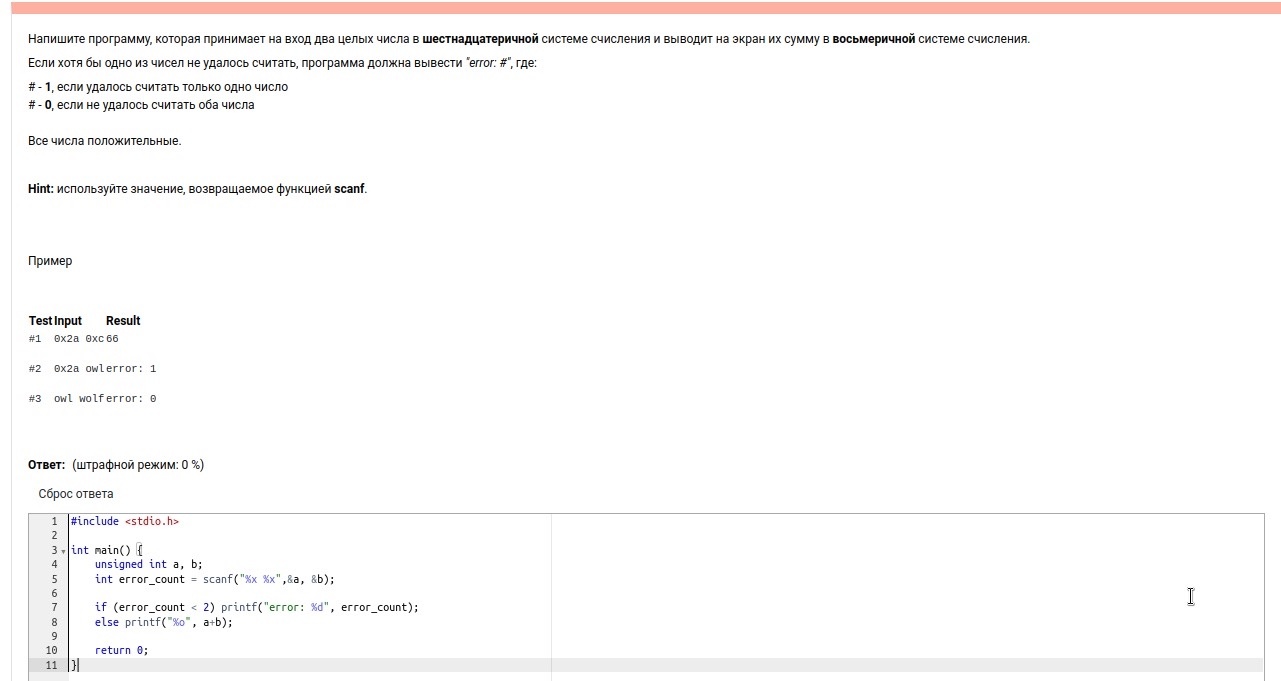 Напишите программу, которая принимает на вход два целых числа в шестнадцатеричной системе счисления и выводит на экран их сумму в восьмеричной системе счисления.
Если хотя бы одно из чисел не удалось считать, программа должна вывести "error: #", где:
# - 1, если удалось считать только одно число
# - 0, если не удалось считать оба числа
Все числа положительные.
Hint: используйте значение, возвращаемое функцией scanf.
Пример
Test Input Result
#1 0x2a 0xc 66
#2 0x2a owl error: 1
#3 owl wolf error: 0
Ответ: (штрафной режим: 0 %)
Сброс ответа
1 #include <stdio.h>
2
3 int main() {
4 unsigned int a, b;
5 int error_count = scanf("%x %x",&a, &b);
6
7 if (error_count < 2) printf("error: %d", error_count);
8 else printf("%o", a+b);
9
10 return 0;
11 }